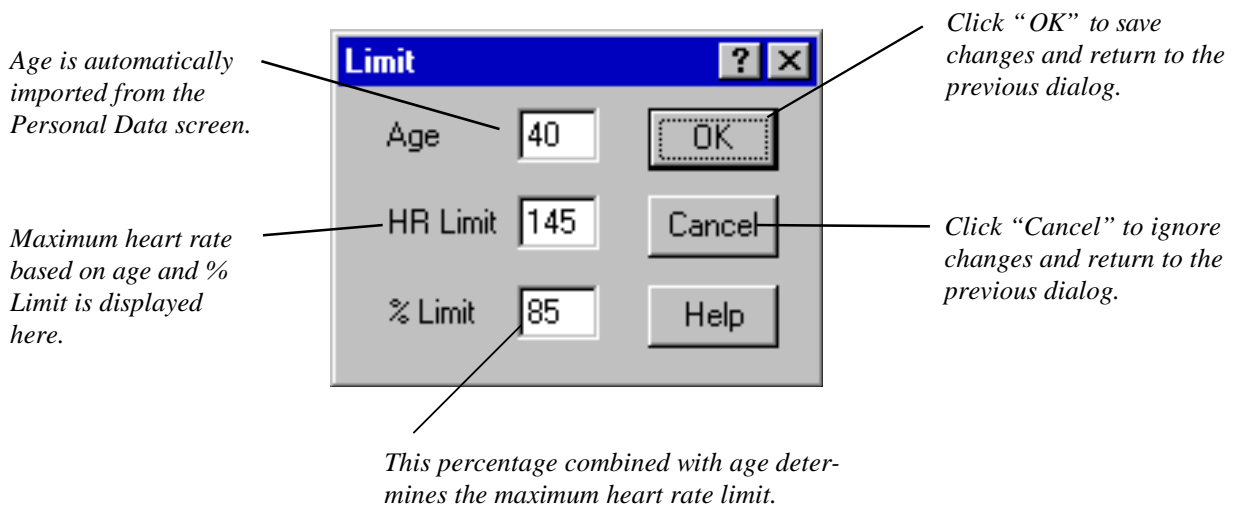 Age is automatically
imported from the
Personal Data screen.
Maximum heart rate
based on age and %
Limit is displayed
here.
Limit
Age 40 OK
HR Limit 145 Cancel
% Limit 85 Help
Click “OK” to save
changes and return to the
previous dialog.
Click “Cancel” to ignore
changes and return to the
previous dialog.
This percentage combined with age deter-
mines the maximum heart rate limit.